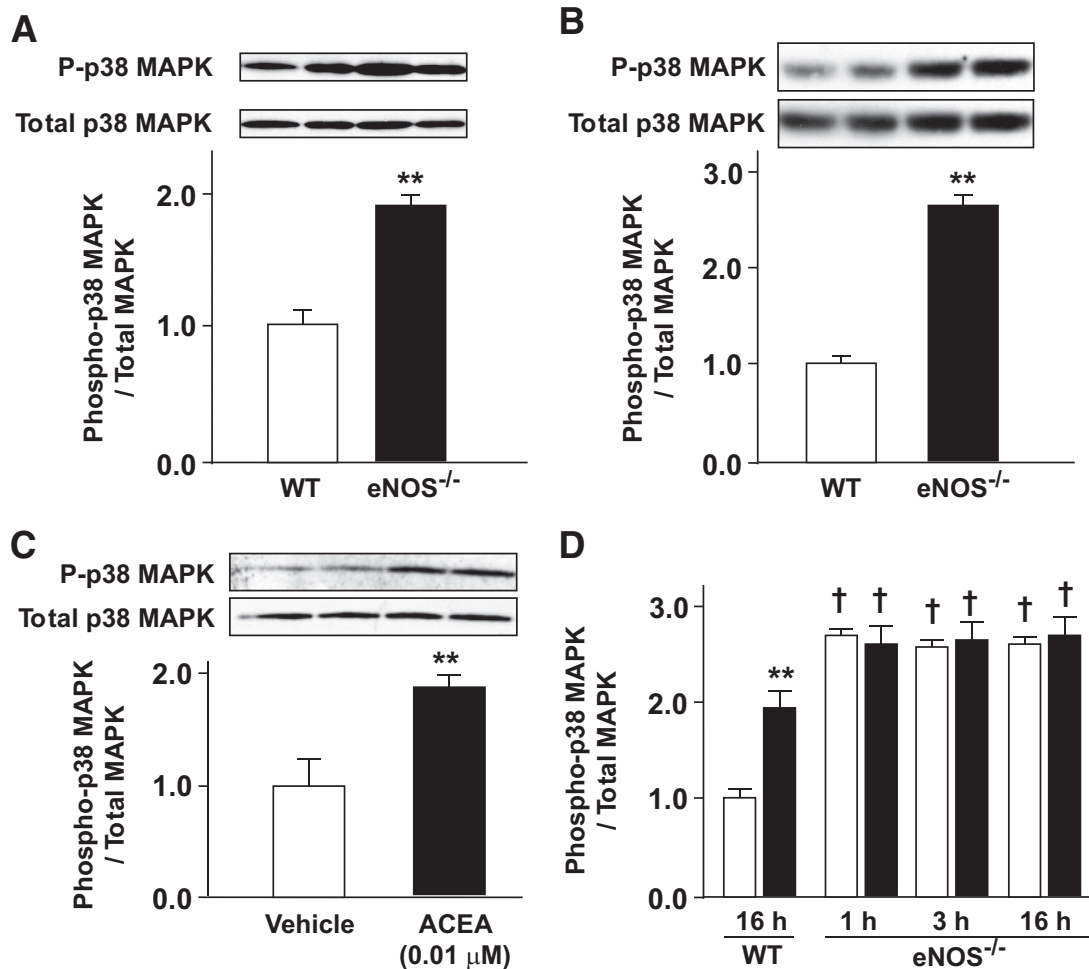 A
P-p38 MAPK
Total p38 MAPK
Phospho-p38 MAPK
/ Total MAPK
2.0
1.0
0.0
**
WT
eNOS-/-
B
P-p38 MAPK
Total p38 MAPK
Phospho-p38 MAPK
/ Total MAPK
3.0
2.0
1.0
0.0
**
WT
eNOS-/-
C
P-p38 MAPK
Total p38 MAPK
Phospho-p38 MAPK
/ Total MAPK
2.0
1.0
0.0
**
Vehicle
ACEA
(0.01 μM)
D
Phospho-p38 MAPK
/ Total MAPK
3.0
2.0
1.0
0.0
**
† † † † † †
16 h 1 h 3 h 16 h
WT eNOS-/-